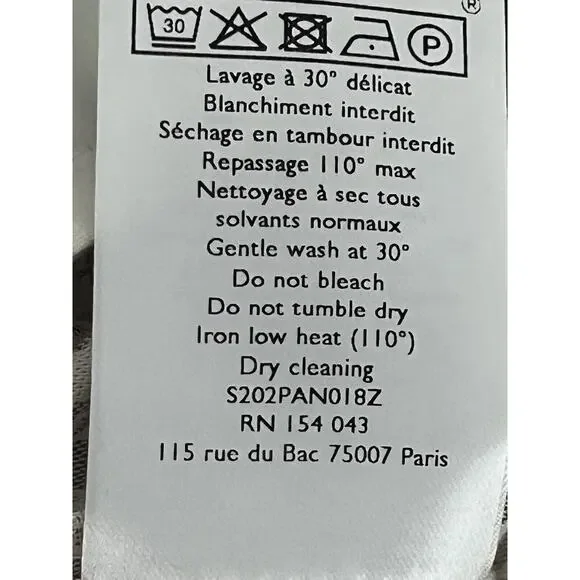 ®
30
P
Lavage à 30° délicat
Blanchiment interdit
Séchage en tambour interdit
Repassage 110° max
Nettoyage à sec tous
solvants normaux
Gentle wash at 30°
Do not bleach
Do not tumble dry
Iron low heat (110°)
Dry cleaning
S202PAN018Z
RN 154 043
115 rue du Bac 75007 Paris